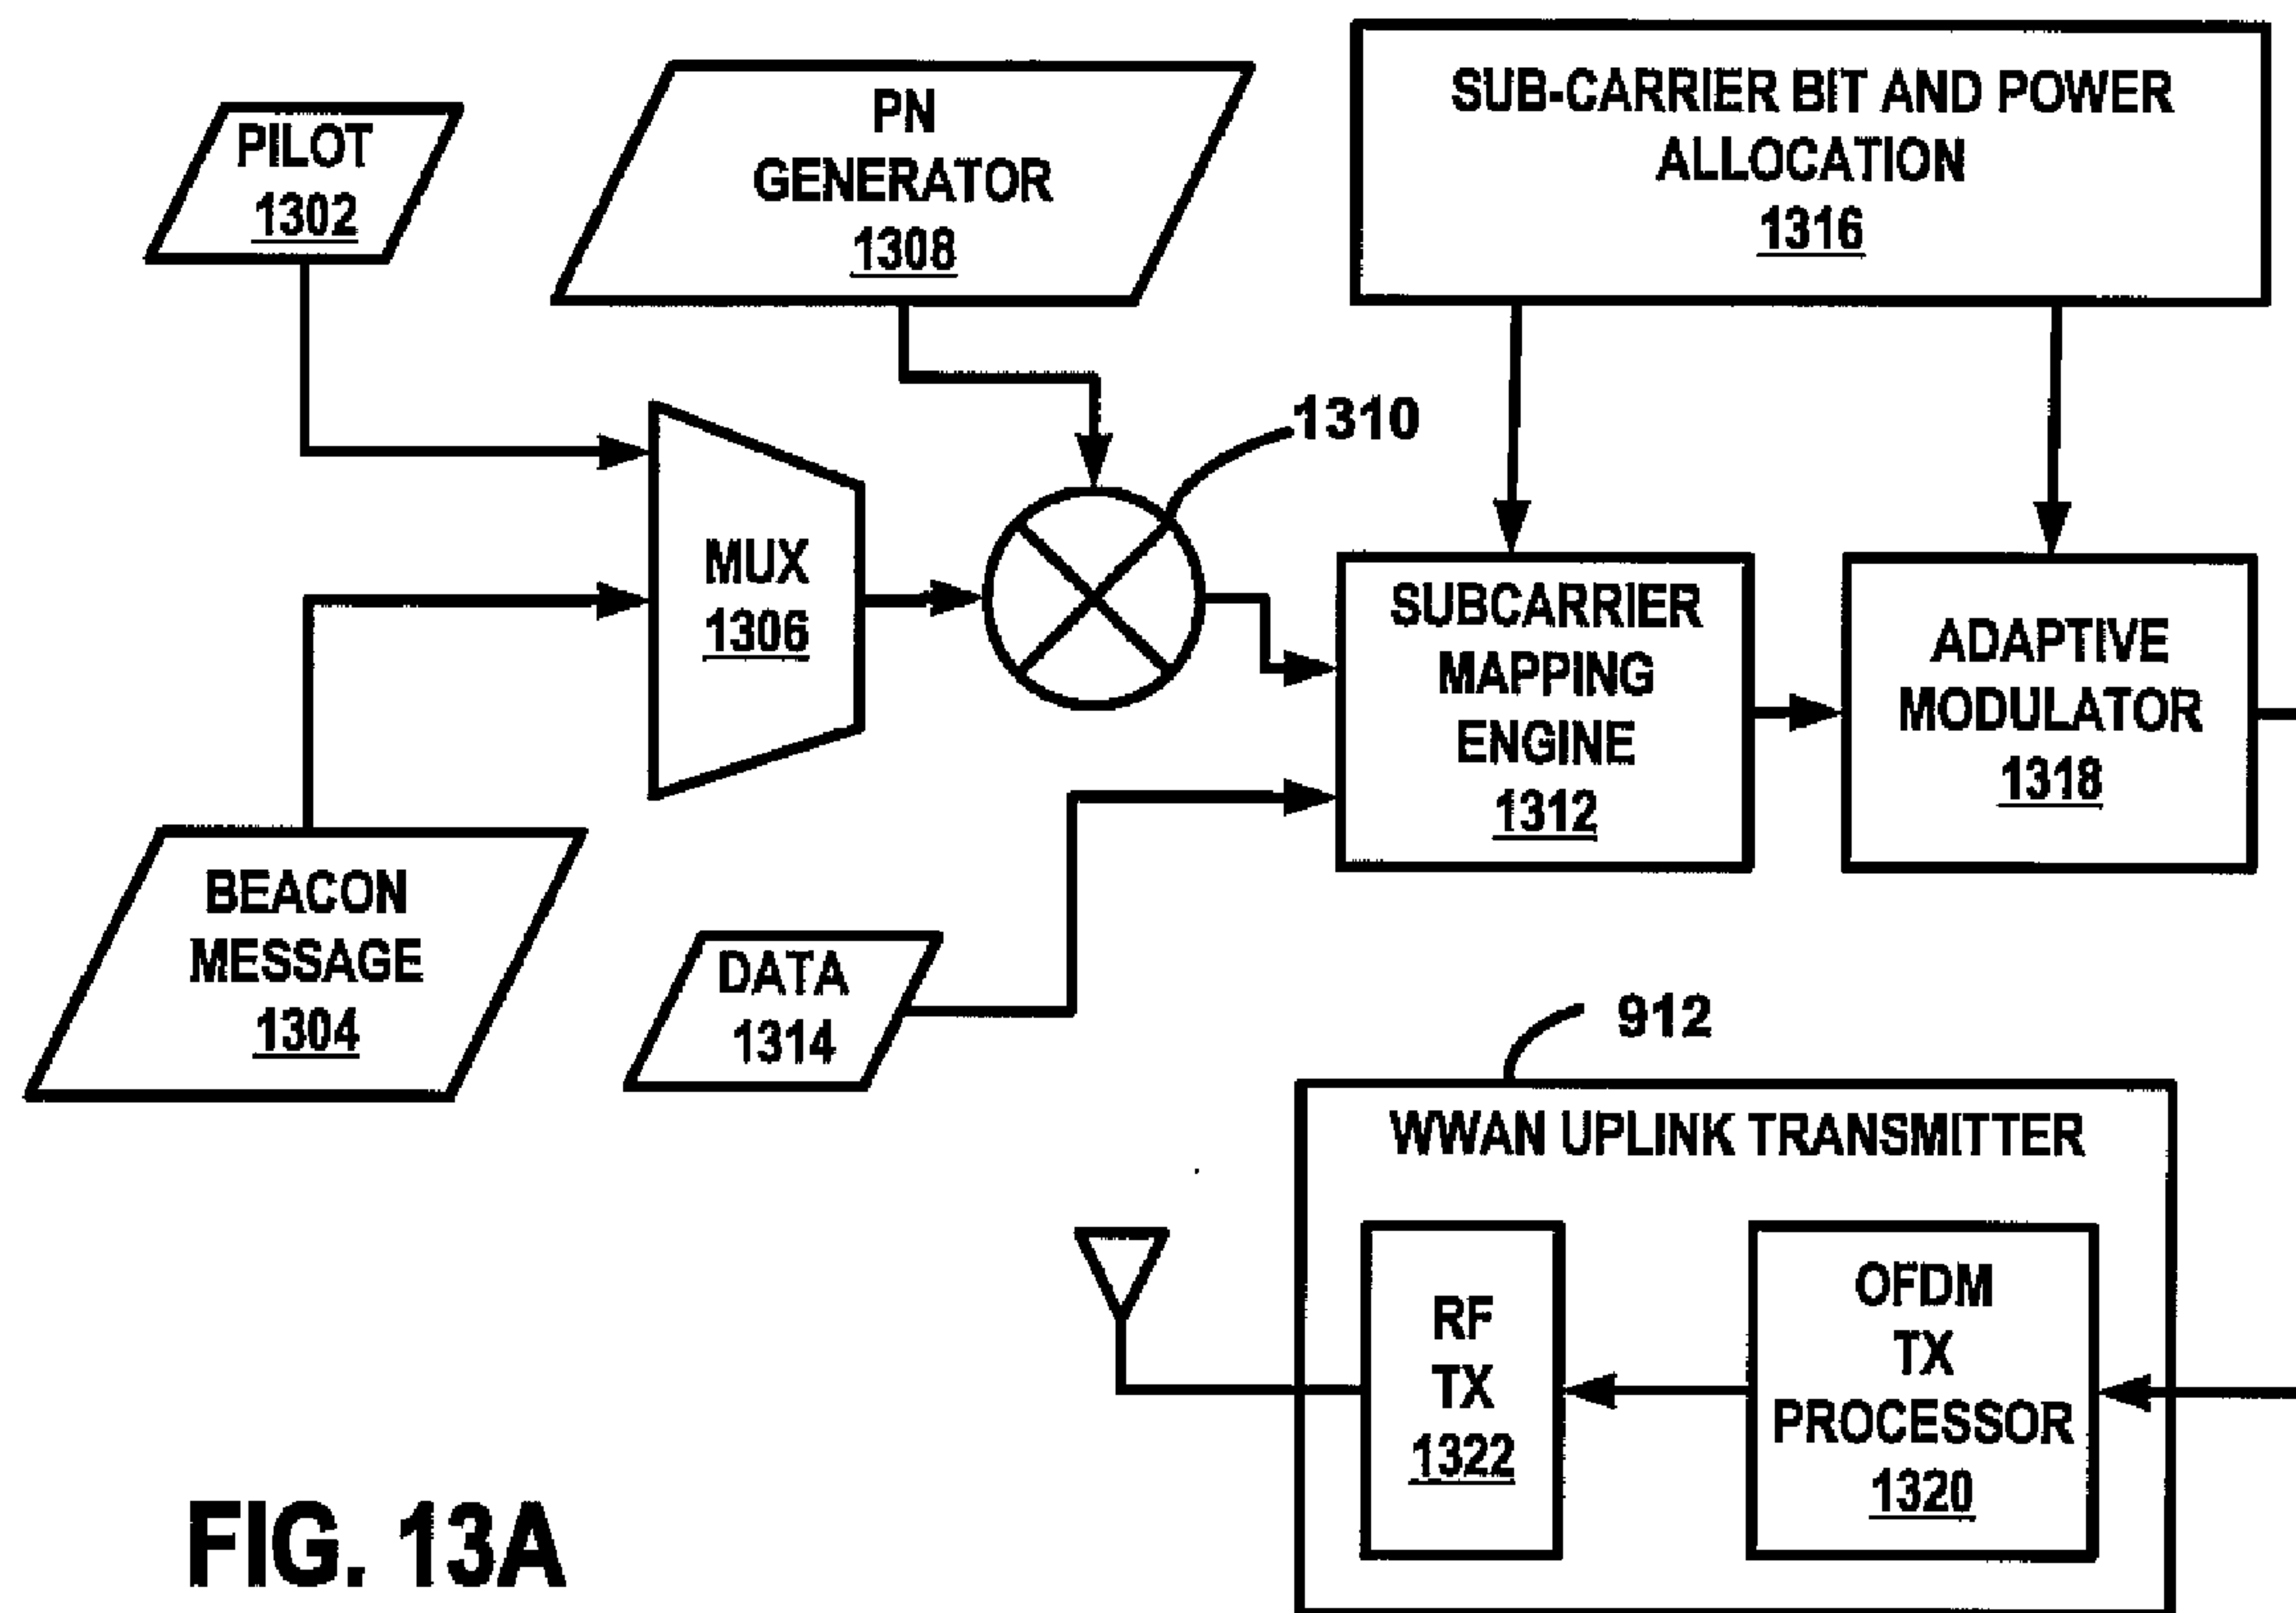 PILOT
1302
PN
GENERATOR
1308
SUB-CARRIER BIT AND POWER
ALLOCATION
1316
1310
MUX
1306
SUBCARRIER
MAPPING
ENGINE
1312
ADAPTIVE
MODULATOR
1318
BEACON
MESSAGE
1304
DATA
1314
912
WWAN UPLINK TRANSMITTER
RF
TX
1322
OFDM
TX
PROCESSOR
1320
FIG. 13A